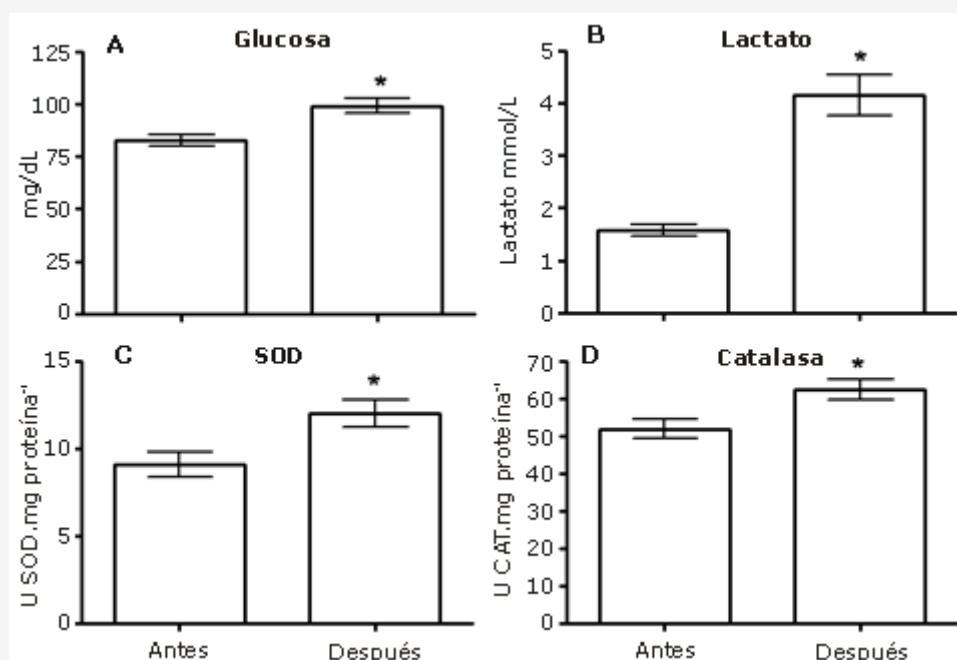 A Glucosa
mg/dL
125
100
75
50
25
0
*
B Lactato
Lactato mmol/L
5
4
3
2
1
0
*
C SOD
U SOD.mg proteína⁻¹
15
10
5
0
*
Antes Después
D Catalasa
U CAT.mg proteína⁻¹
70
60
50
40
30
20
10
0
*
Antes Después